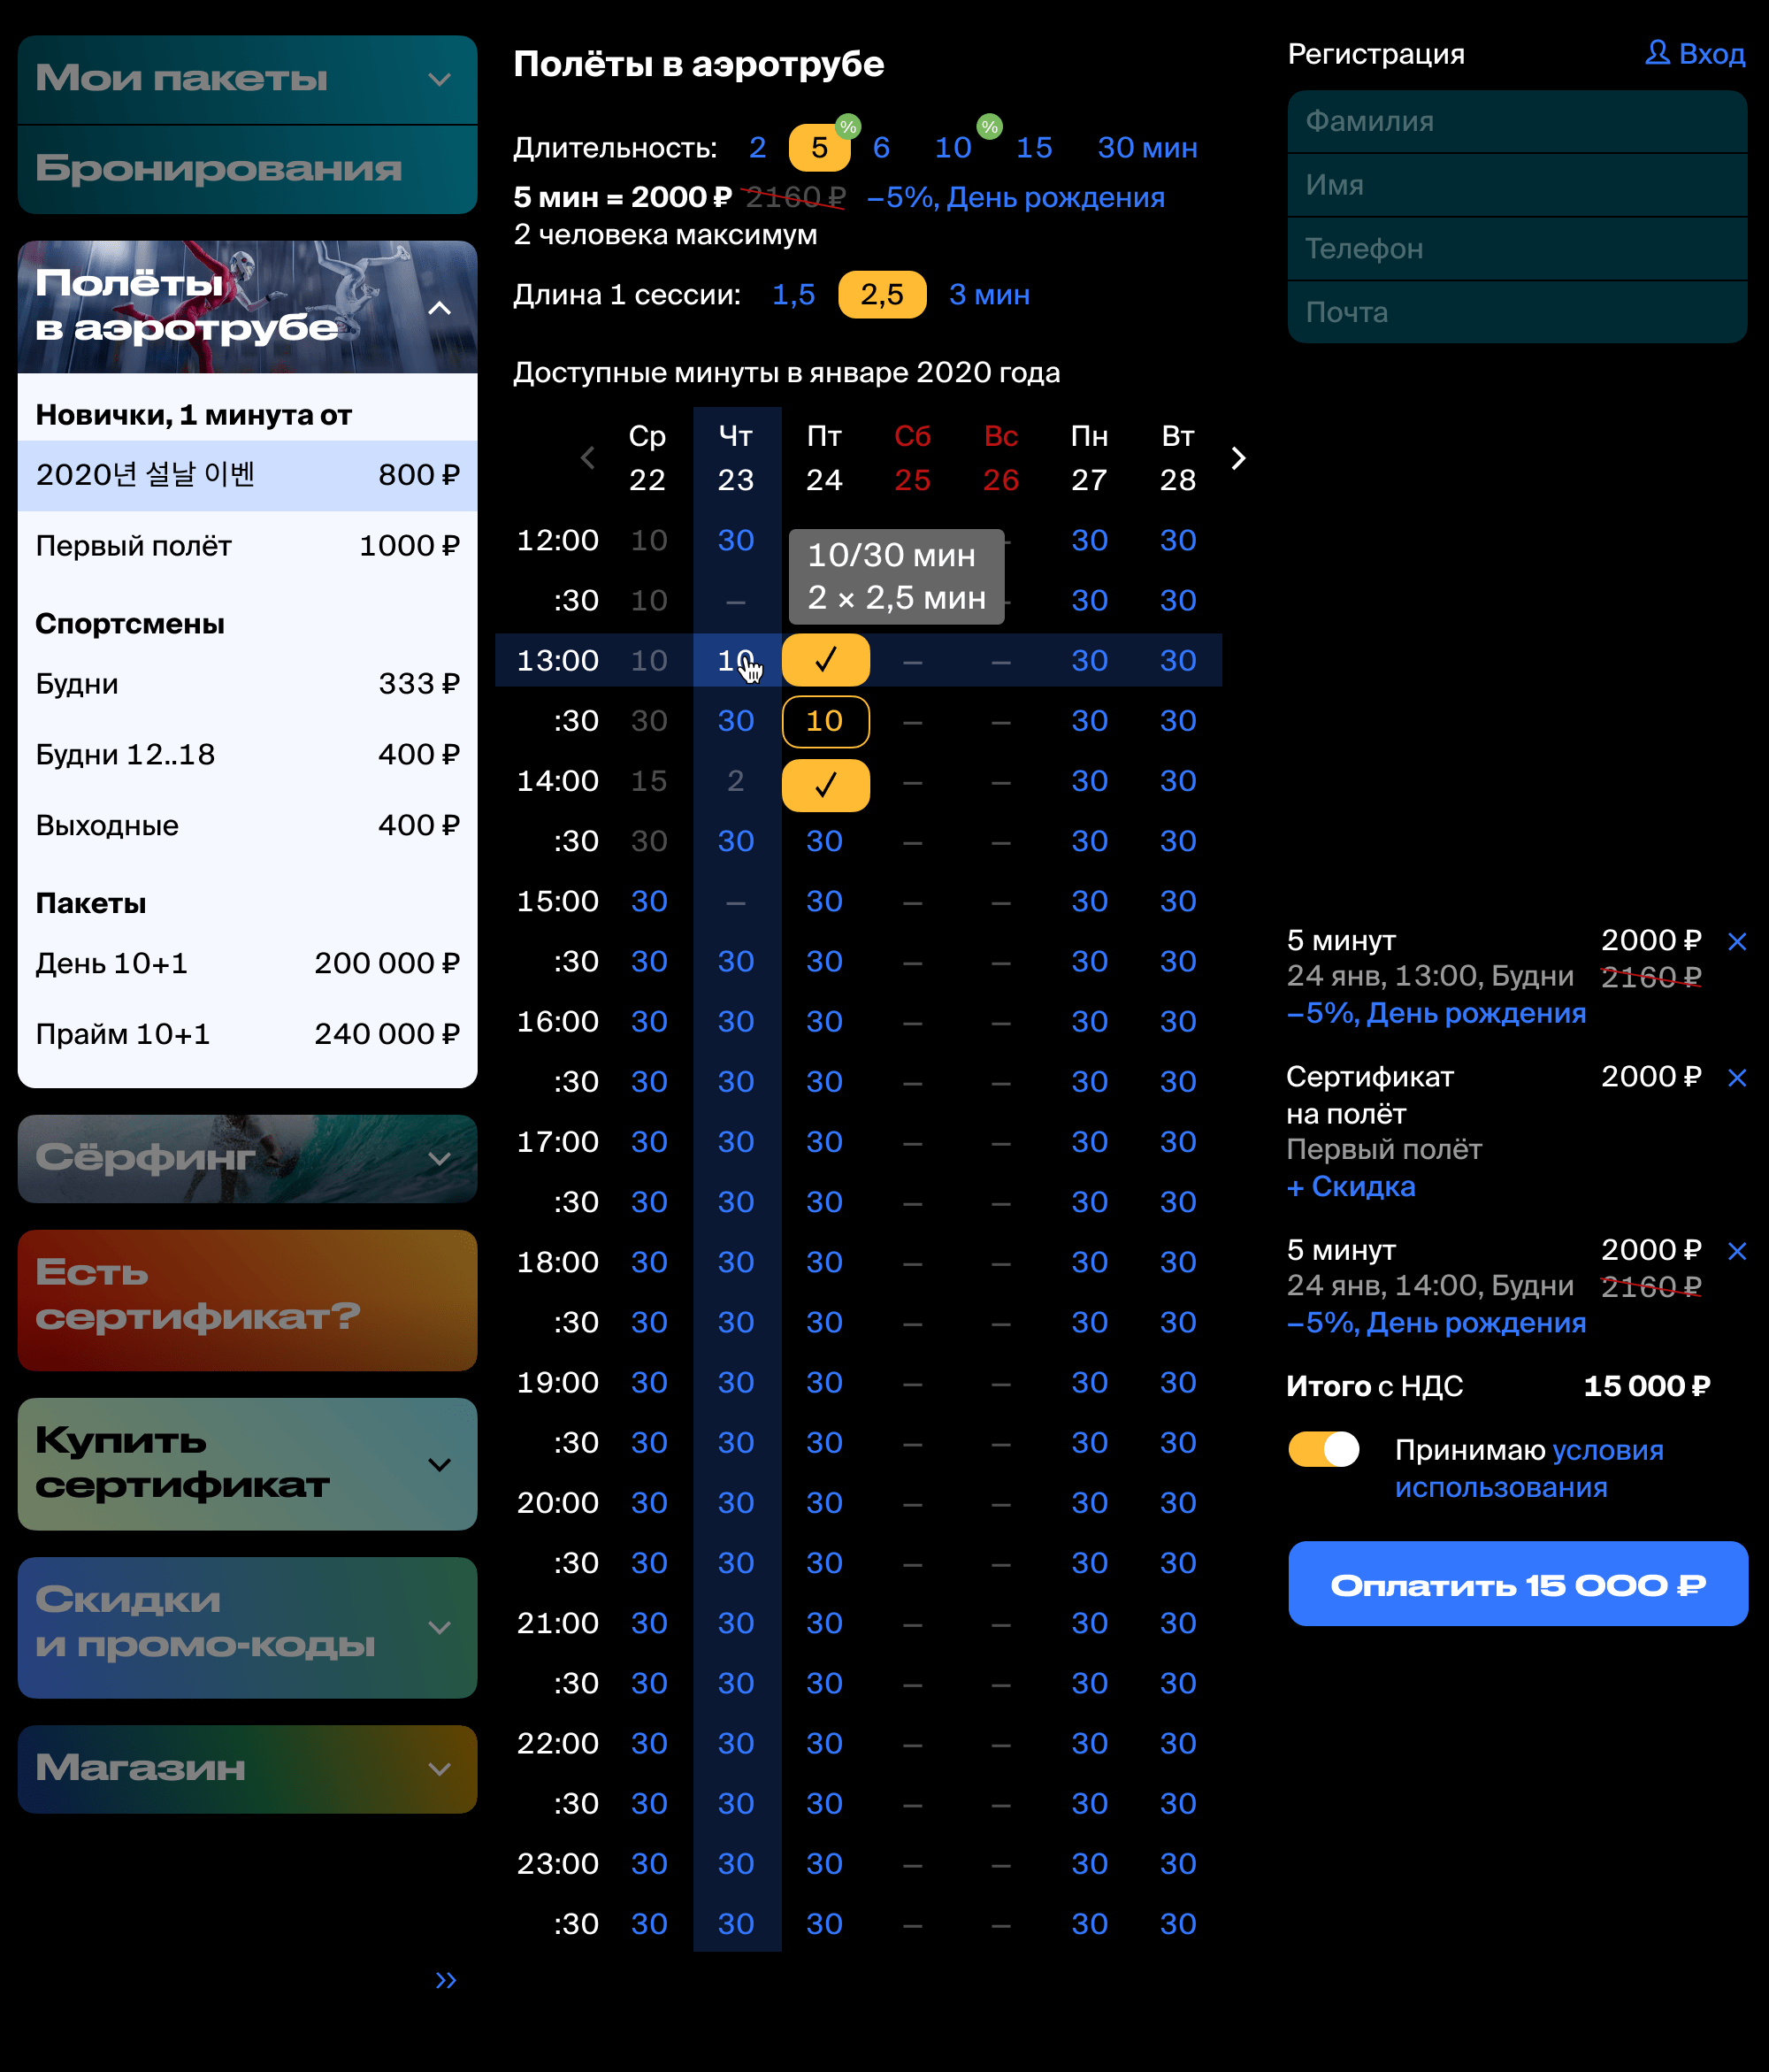 Мои пакеты
Бронирования
Полёты
в аэротрубе
Новички, 1 минута от
2020년 설날 이벤 800 ₽
Первый полёт 1000 ₽
Спортсмены
Будни 333 ₽
Будни 12..18 400 ₽
Выходные 400 ₽
Пакеты
День 10+1 200 000 ₽
Прайм 10+1 240 000 ₽
Сёрфинг
Есть
сертификат?
Купить
сертификат
Скидки
и промо-коды
Магазин
»
Полёты в аэротрубе
Длительность: 2 5 % 6 10 % 15 30 мин
5 мин = 2000 ₽ 2160 ₽ –5%, День рождения
2 человека максимум
Длина 1 сессии: 1,5 2,5 3 мин
Доступные минуты в январе 2020 года
Ср Чт Пт Сб Вс Пн Вт
22 23 24 25 26 27 28
12:00 10 30 – 30 30
:30 10 – – 30 30
10/30 мин
2 × 2,5 мин
13:00 10 10 ✓ – – 30 30
:30 30 30 10 – – 30 30
14:00 15 2 ✓ – – 30 30
:30 30 30 30 – – 30 30
15:00 30 – 30 – – 30 30
:30 30 30 30 – – 30 30
16:00 30 30 30 – – 30 30
:30 30 30 30 – – 30 30
17:00 30 30 30 – – 30 30
:30 30 30 30 – – 30 30
18:00 30 30 30 – – 30 30
:30 30 30 30 – – 30 30
19:00 30 30 30 – – 30 30
:30 30 30 30 – – 30 30
20:00 30 30 30 – – 30 30
:30 30 30 30 – – 30 30
21:00 30 30 30 – – 30 30
:30 30 30 30 – – 30 30
22:00 30 30 30 – – 30 30
:30 30 30 30 – – 30 30
23:00 30 30 30 – – 30 30
:30 30 30 30 – – 30 30
Регистрация Вход
Фамилия
Имя
Телефон
Почта
5 минут 2000 ₽ ×
24 янв, 13:00, Будни 2160 ₽
–5%, День рождения
Сертификат 2000 ₽ ×
на полёт
Первый полёт
+ Скидка
5 минут 2000 ₽ ×
24 янв, 14:00, Будни 2160 ₽
–5%, День рождения
Итого с НДС 15 000 ₽
Принимаю условия
использования
Оплатить 15 000 ₽